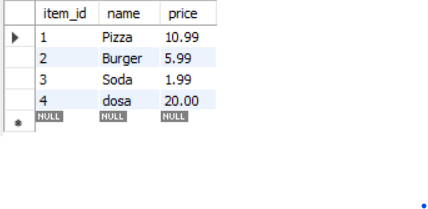 item_id name price
1 Pizza 10.99
2 Burger 5.99
3 Soda 1.99
4 dosa 20.00
NULL NULL NULL